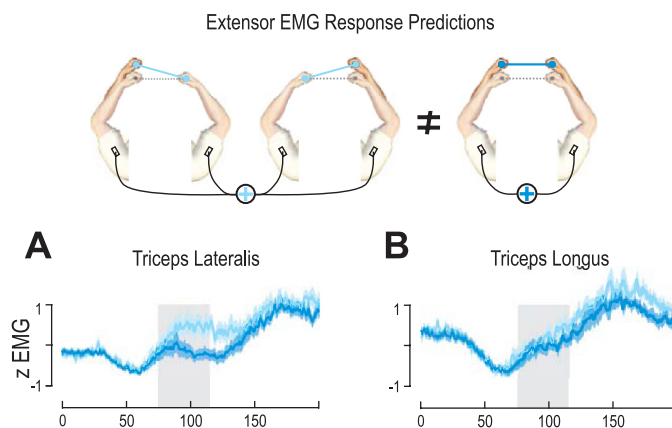 Extensor EMG Response Predictions
≠
A
Triceps Lateralis
B
Triceps Longus
z EMG
1
-1
0
50
100
150
1
-1
0
50
100
150